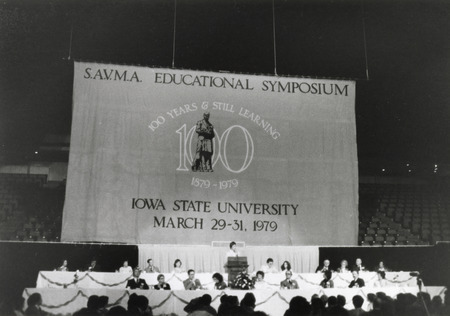 S.A.V.M.A. EDUCATIONAL SYMPOSIUM
100 YEARS & STILL LEARNING
100
1879-1979
IOWA STATE UNIVERSITY
MARCH 29-31, 1979